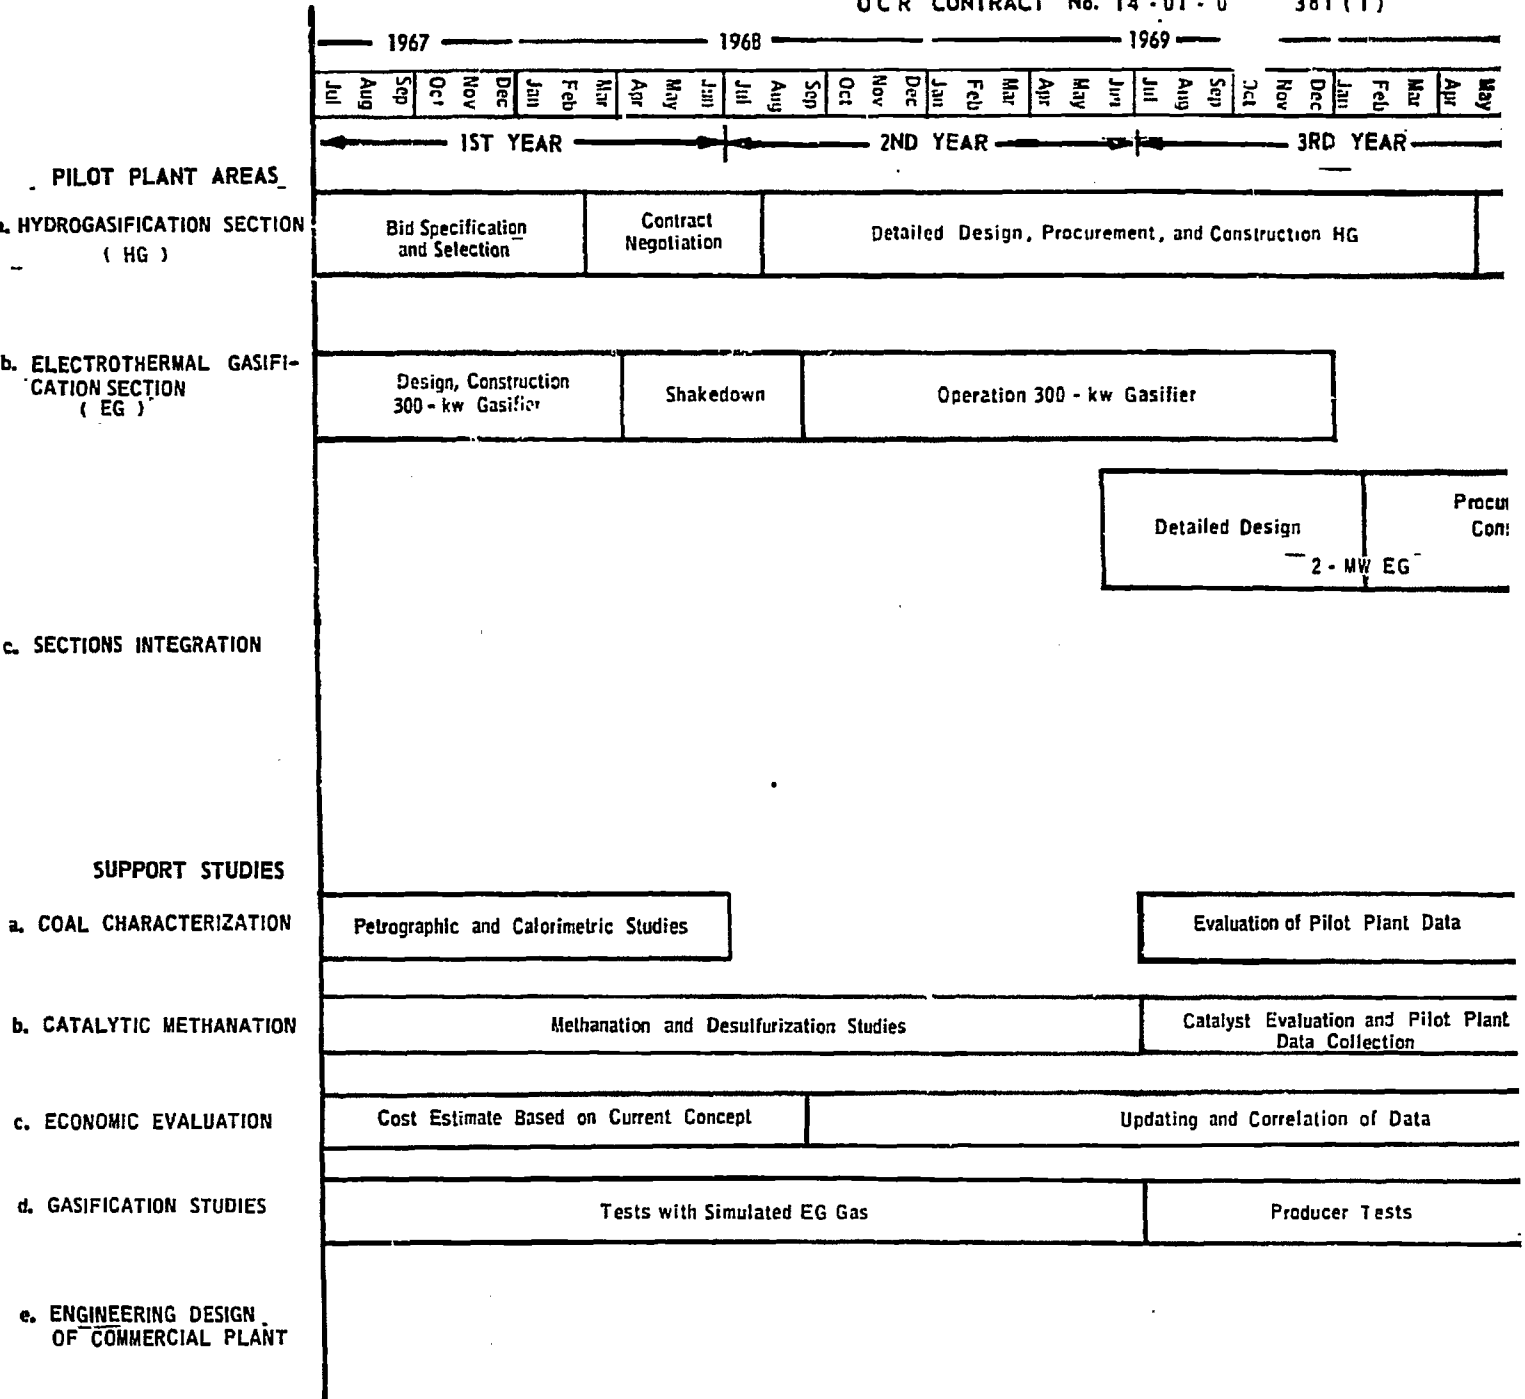 OCR CONTRACT No. 14-01-0 381(1)
1967 1968 1969
Jul Aug Sep Oct Nov Dec Jan Feb Mar Apr May Jun Jul Aug Sep Oct Nov Dec Jan Feb Mar Apr May Jun Jul Aug Sep Oct Nov Dec Jan Feb Mar Apr May
1ST YEAR 2ND YEAR 3RD YEAR
PILOT PLANT AREAS
a. HYDROGASIFICATION SECTION
( HG )
Bid Specification
and Selection
Contract
Negotiation
Detailed Design, Procurement, and Construction HG
b. ELECTROTHERMAL GASIFI-
CATION SECTION
( EG )
Design, Construction
300 - kw Gasifier
Shakedown
Operation 300 - kw Gasifier
Detailed Design
2 - MW EG
c. SECTIONS INTEGRATION
SUPPORT STUDIES
a. COAL CHARACTERIZATION
Petrographic and Calorimetric Studies
Evaluation of Pilot Plant Data
b. CATALYTIC METHANATION
Methanation and Desulfurization Studies
Catalyst Evaluation and Pilot Plant
Data Collection
c. ECONOMIC EVALUATION
Cost Estimate Based on Current Concept
Updating and Correlation of Data
d. GASIFICATION STUDIES
Tests with Simulated EG Gas
Producer Tests
e. ENGINEERING DESIGN
OF COMMERCIAL PLANT